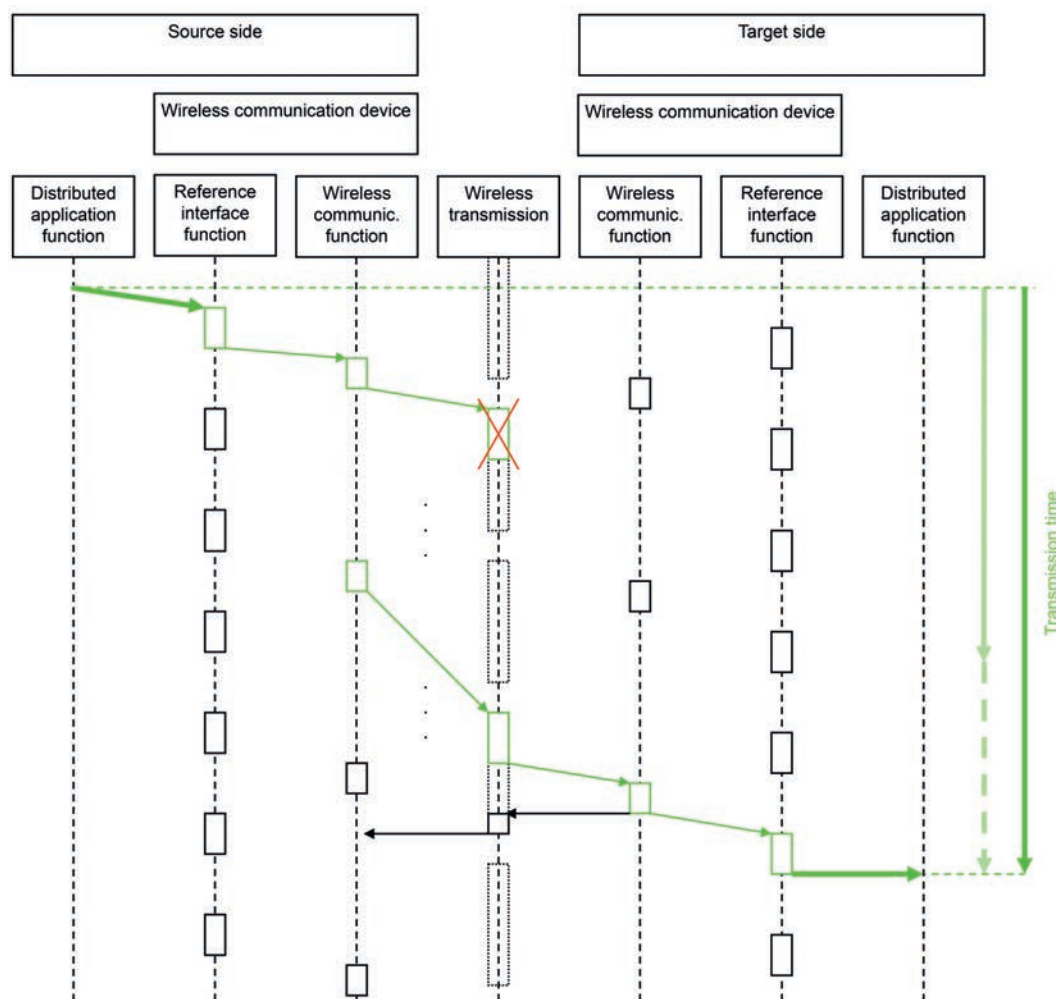 Source side
Target side
Wireless communication device
Wireless communication device
Distributed
application
function
Reference
interface
function
Wireless
communic.
function
Wireless
transmission
Wireless
communic.
function
Reference
interface
function
Distributed
application
function
Transmission time